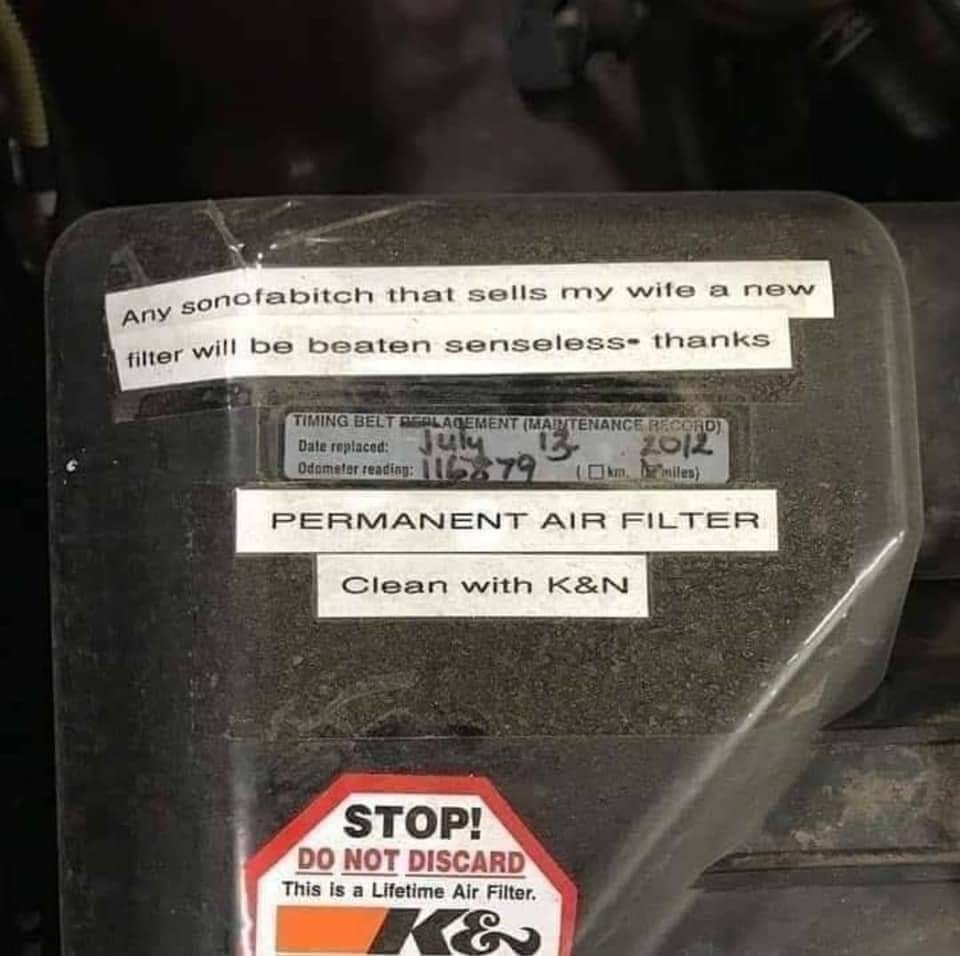 Any sonofabitch that sells my wife a new
filter will be beaten senseless- thanks
TIMING BELT REPLACEMENT (MAINTENANCE RECORD)
Date replaced: July 13 2012
Odometer reading: 116879 (☐ km. miles)
PERMANENT AIR FILTER
Clean with K&N
STOP!
DO NOT DISCARD
This is a Lifetime Air Filter.
K&N